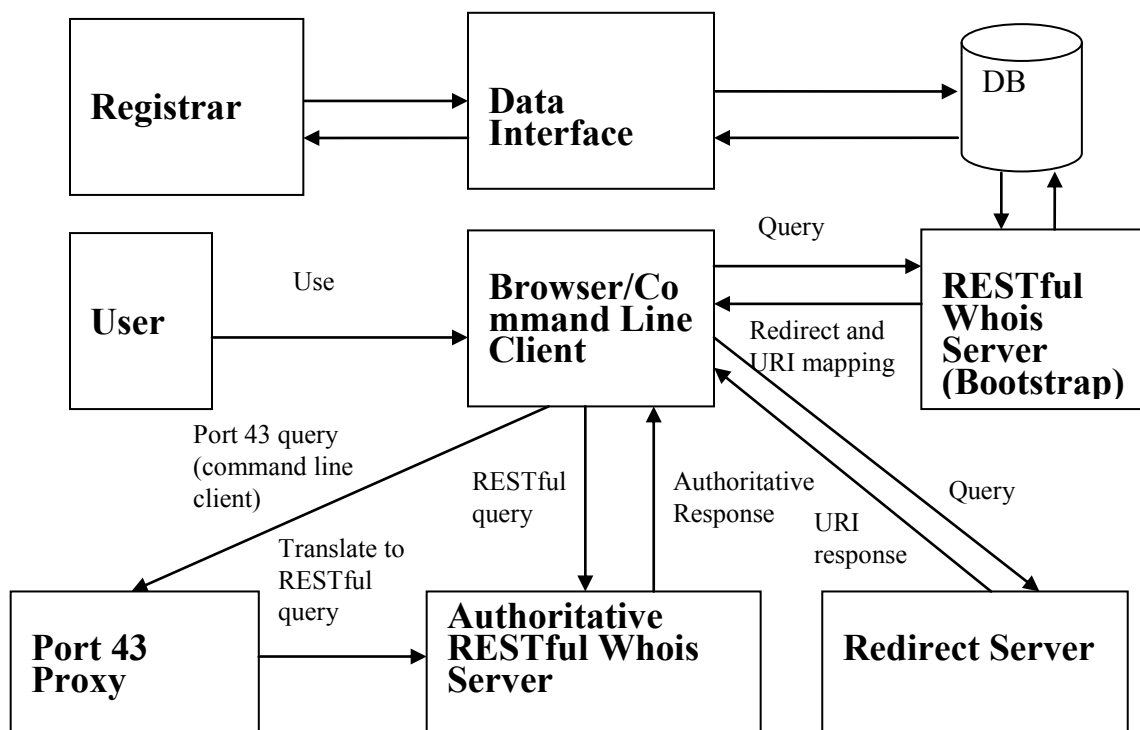 Registrar
Data
Interface
DB
User
Use
Browser/Co
mmand Line
Client
Query
Redirect and
URI mapping
RESTful
Whois
Server
(Bootstrap)
Port 43 query
(command line
client)
RESTful
query
Authoritative
Response
Query
URI
response
Translate to
RESTful
query
Port 43
Proxy
Authoritative
RESTful Whois
Server
Redirect Server